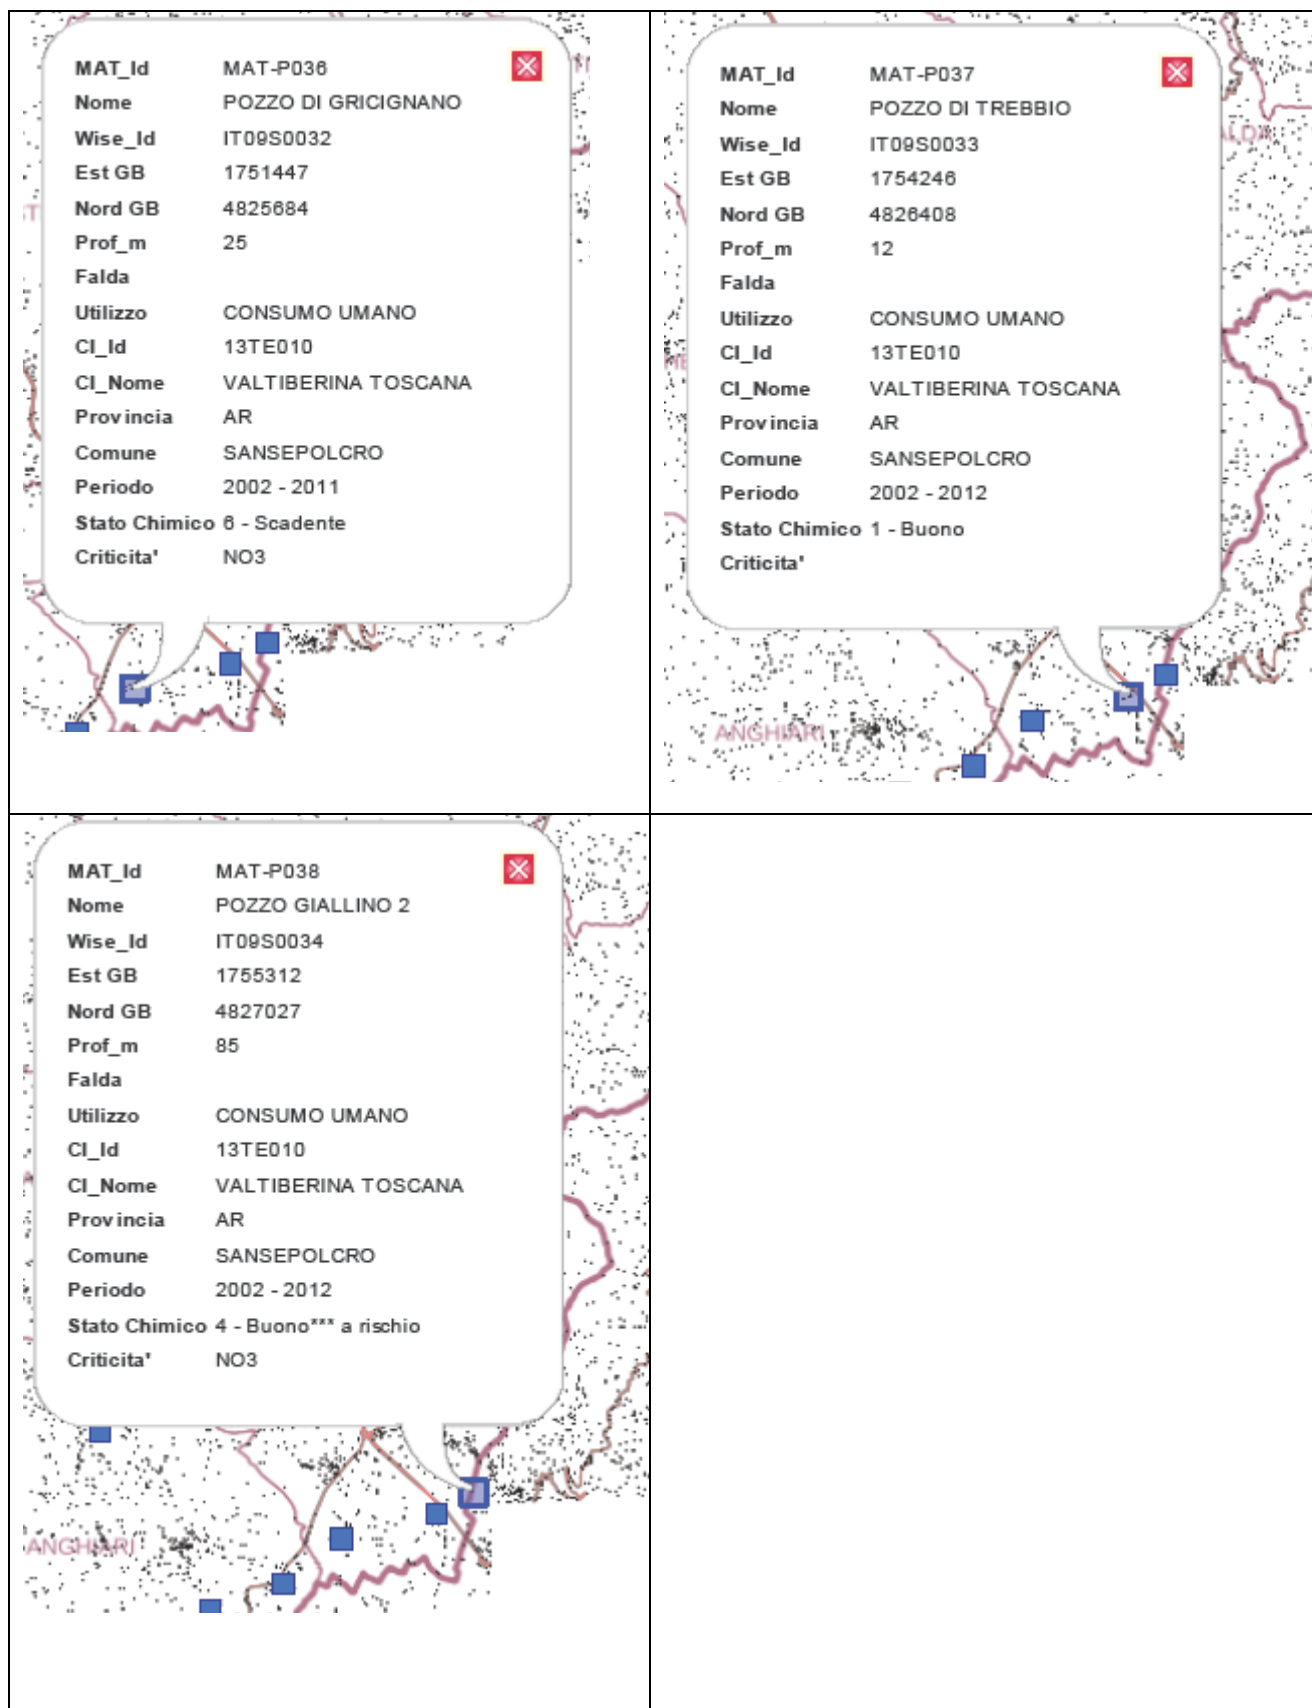 MAT_Id MAT-P036
Nome POZZO DI GRICIGNANO
Wise_Id IT09S0032
Est GB 1751447
Nord GB 4825684
Prof_m 25
Falda
Utilizzo CONSUMO UMANO
CI_Id 13TE010
CI_Nome VALTIBERINA TOSCANA
Provincia AR
Comune SANSEPOLCRO
Periodo 2002 - 2011
Stato Chimico 6 - Scadente
Criticita' NO3
MAT_Id MAT-P037
Nome POZZO DI TREBBIO
Wise_Id IT09S0033
Est GB 1754246
Nord GB 4826408
Prof_m 12
Falda
Utilizzo CONSUMO UMANO
CI_Id 13TE010
CI_Nome VALTIBERINA TOSCANA
Provincia AR
Comune SANSEPOLCRO
Periodo 2002 - 2012
Stato Chimico 1 - Buono
Criticita'
ANGHIARI
MAT_Id MAT-P038
Nome POZZO GIALLINO 2
Wise_Id IT09S0034
Est GB 1755312
Nord GB 4827027
Prof_m 85
Falda
Utilizzo CONSUMO UMANO
CI_Id 13TE010
CI_Nome VALTIBERINA TOSCANA
Provincia AR
Comune SANSEPOLCRO
Periodo 2002 - 2012
Stato Chimico 4 - Buono*** a rischio
Criticita' NO3
ANGHIARI